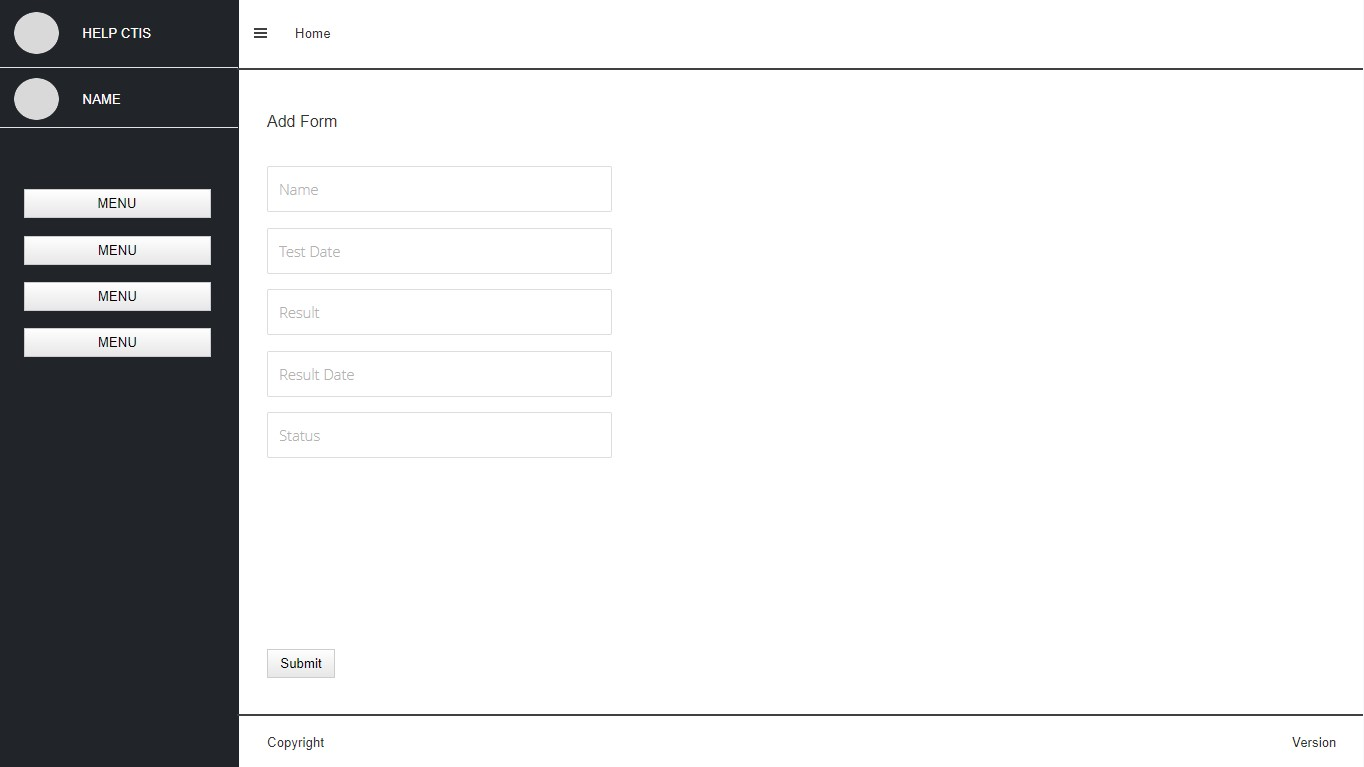 HELP CTIS
Home
NAME
Add Form
Name
MENU
Test Date
MENU
Result
MENU
MENU
Result Date
Status
Submit
Copyright
Version